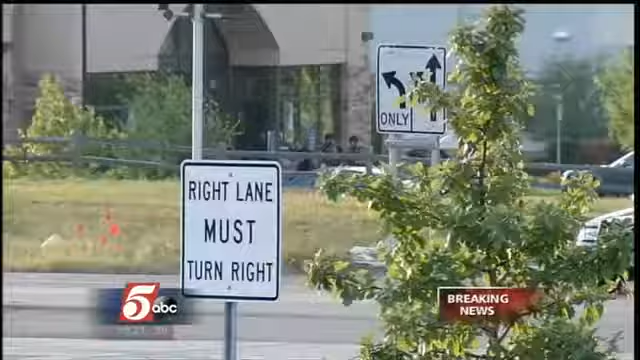 ONLY
RIGHT LANE
MUST
TURN RIGHT
5 abc
BREAKING
NEWS